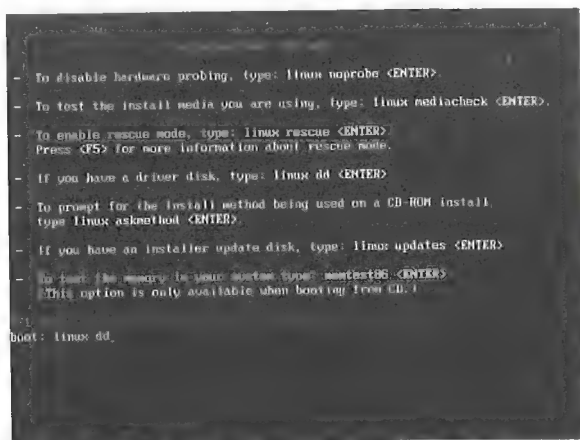 - To disable hardware probing, type: linux noprobe <ENTER>.
- To test the install media you are using, type: linux mediacheck <ENTER>.
- To enable rescue mode, type: linux rescue <ENTER>
Press <F5> for more information about rescue mode.
- If you have a driver disk, type: linux dd <ENTER>
- To prompt for the install method being used on a CD-ROM install,
type linux askmethod <ENTER>.
- If you have an installer update disk, type: linux updates <ENTER>
- To test the memory in your system type: memtest86 <ENTER>
(This option is only available when booting from CD.)
boot: linux dd_